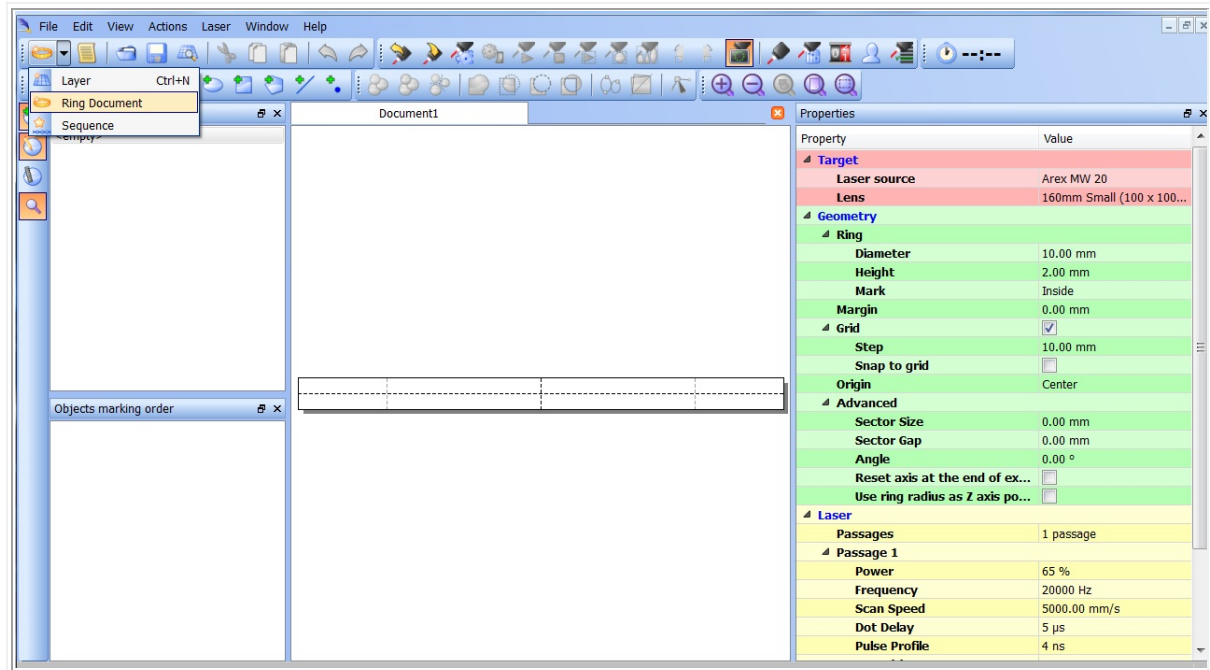 File Edit View Actions Laser Window Help
--:--
Layer Ctrl+N
Ring Document
Sequence
<empty>
Document1
Objects marking order
Properties
Property Value
Target
Laser source Arex MW 20
Lens 160mm Small (100 x 100...
Geometry
Ring
Diameter 10.00 mm
Height 2.00 mm
Mark Inside
Margin 0.00 mm
Grid
Step 10.00 mm
Snap to grid
Origin Center
Advanced
Sector Size 0.00 mm
Sector Gap 0.00 mm
Angle 0.00 °
Reset axis at the end of ex...
Use ring radius as Z axis po...
Laser
Passages 1 passage
Passage 1
Power 65 %
Frequency 20000 Hz
Scan Speed 5000.00 mm/s
Dot Delay 5 µs
Pulse Profile 4 ns